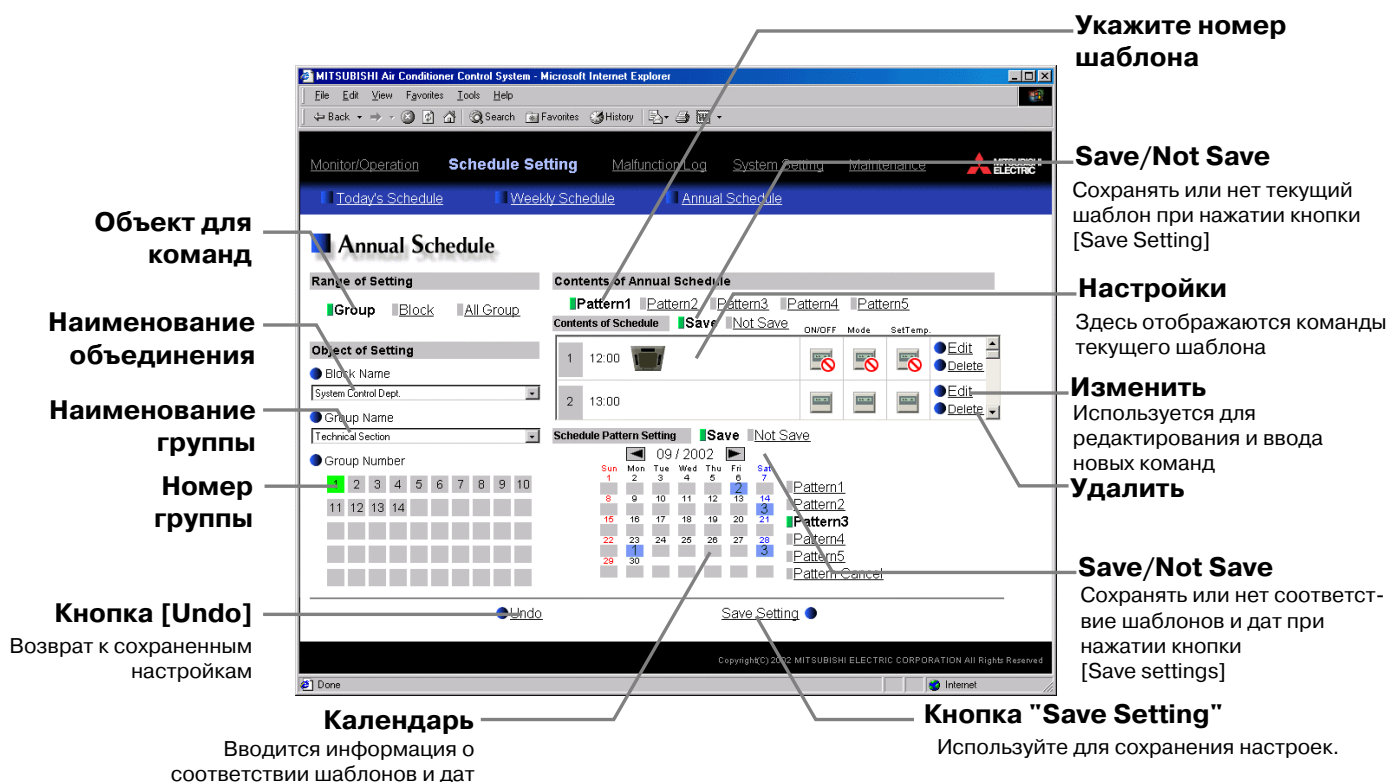 Укажите номер
шаблона
MITSUBISHI Air Conditioner Control System - Microsoft Internet Explorer
File Edit View Favorites Tools Help
Back Search Favorites History
Monitor/Operation Schedule Setting Malfunction Log System Setting Maintenance MITSUBISHI ELECTRIC
Today's Schedule Weekly Schedule Annual Schedule
Save/Not Save
Сохранять или нет текущий
шаблон при нажатии кнопки
[Save Setting]
Объект для
команд
Annual Schedule
Range of Setting
Group Block All Group
Наименование
объединения
Object of Setting
Block Name
System Control Dept.
Наименование
группы
Group Name
Technical Section
Group Number
Номер
группы
1 2 3 4 5 6 7 8 9 10
11 12 13 14
Contents of Annual Schedule
Pattern1 Pattern2 Pattern3 Pattern4 Pattern5
Contents of Schedule Save Not Save ON/OFF Mode SetTemp.
1 12:00 Edit
Delete
2 13:00 Edit
Delete
Настройки
Здесь отображаются команды
текущего шаблона
Изменить
Используется для
редактирования и ввода
новых команд
Удалить
Schedule Pattern Setting Save Not Save
09 / 2002
Sun Mon Tue Wed Thu Fri Sat
1 2 3 4 5 6 7
2
8 9 10 11 12 13 14
3
15 16 17 18 19 20 21
22 23 24 25 26 27 28
1 3
29 30
Pattern1
Pattern2
Pattern3
Pattern4
Pattern5
Pattern Cancel
Save/Not Save
Сохранять или нет соответст-
вие шаблонов и дат при
нажатии кнопки
[Save settings]
Кнопка [Undo]
Возврат к сохраненным
настройкам
Undo Save Setting
Copyright(C) 2002 MITSUBISHI ELECTRIC CORPORATION All Rights Reserved
Done Internet
Календарь
Вводится информация о
соответствии шаблонов и дат
Кнопка "Save Setting"
Используйте для сохранения настроек.